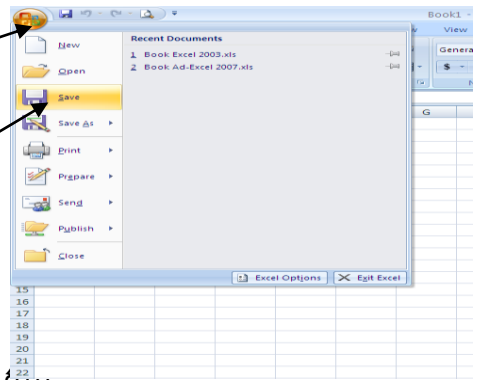 Book1 -
View
Recent Documents
New
1 Book Excel 2003.xls
Genera
2 Book Ad-Excel 2007.xls
$
Open
Save
G
Save As
Print
Prepare
Send
Publish
Close
Excel Options
Exit Excel
15
16
17
18
19
20
21
22